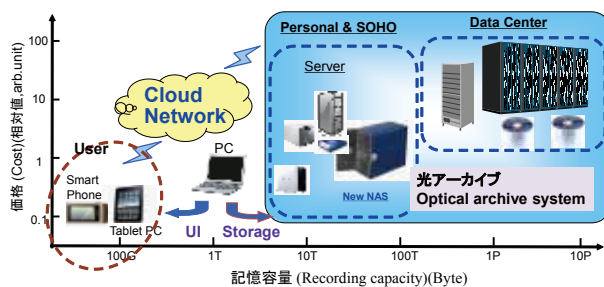 Personal & SOHO
Data Center
Server
Cloud
Network
User
PC
Smart
Phone
Tablet PC
UI
Storage
New NAS
光アーカイブ
Optical archive system
価格(Cost)(相対値,arb.unit)
100
10
1
0.1
100G
1T
10T
100T
1P
10P
記憶容量 (Recording capacity)(Byte)